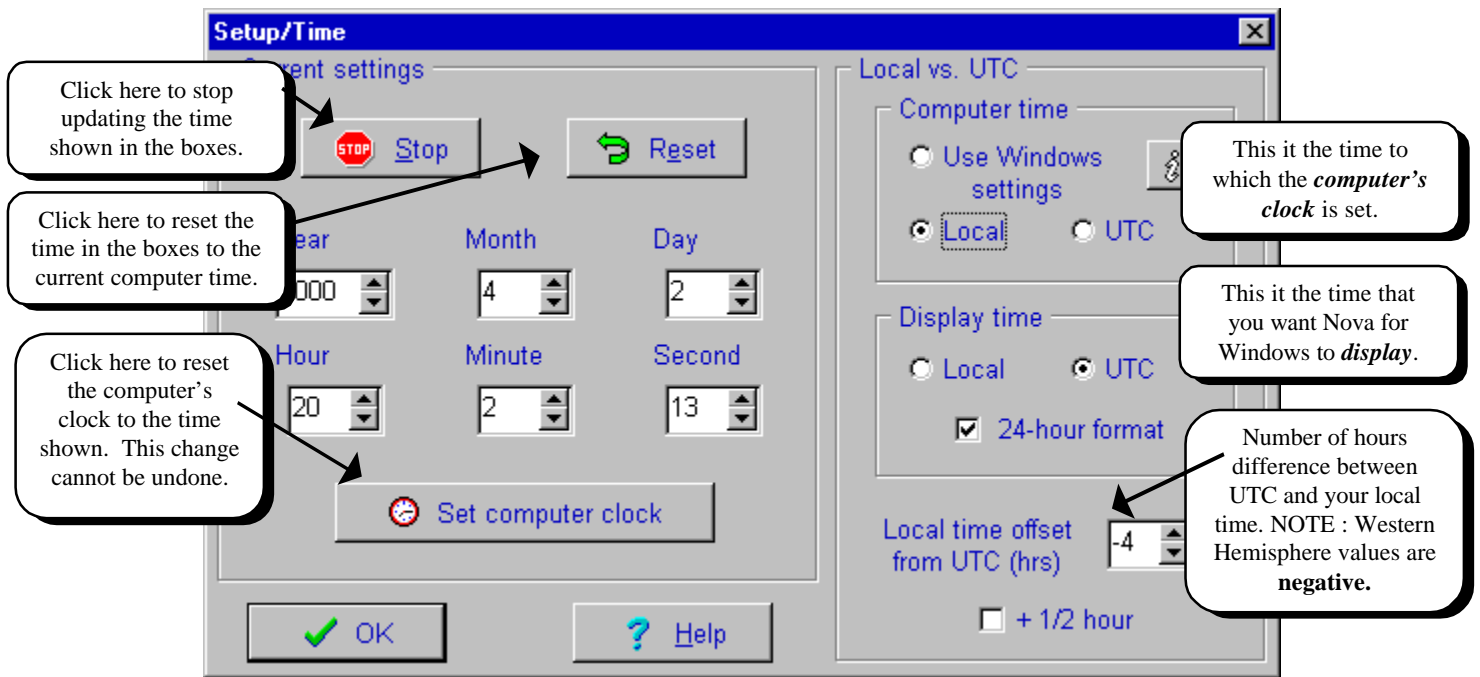 Setup/Time
Current settings
Click here to stop
updating the time
shown in the boxes.
Stop
Reset
Click here to reset the
time in the boxes to the
current computer time.
ear
Month
Day
000
4
2
Click here to reset
the computer's
clock to the time
shown. This change
cannot be undone.
Hour
Minute
Second
20
2
13
Set computer clock
OK
Help
Local vs. UTC
Computer time
Use Windows
settings
Local
UTC
This it the time to
which the computer's
clock is set.
Display time
Local
UTC
24-hour format
This it the time that
you want Nova for
Windows to display.
Local time offset
from UTC (hrs)
-4
+ 1/2 hour
Number of hours
difference between
UTC and your local
time. NOTE : Western
Hemisphere values are
negative.